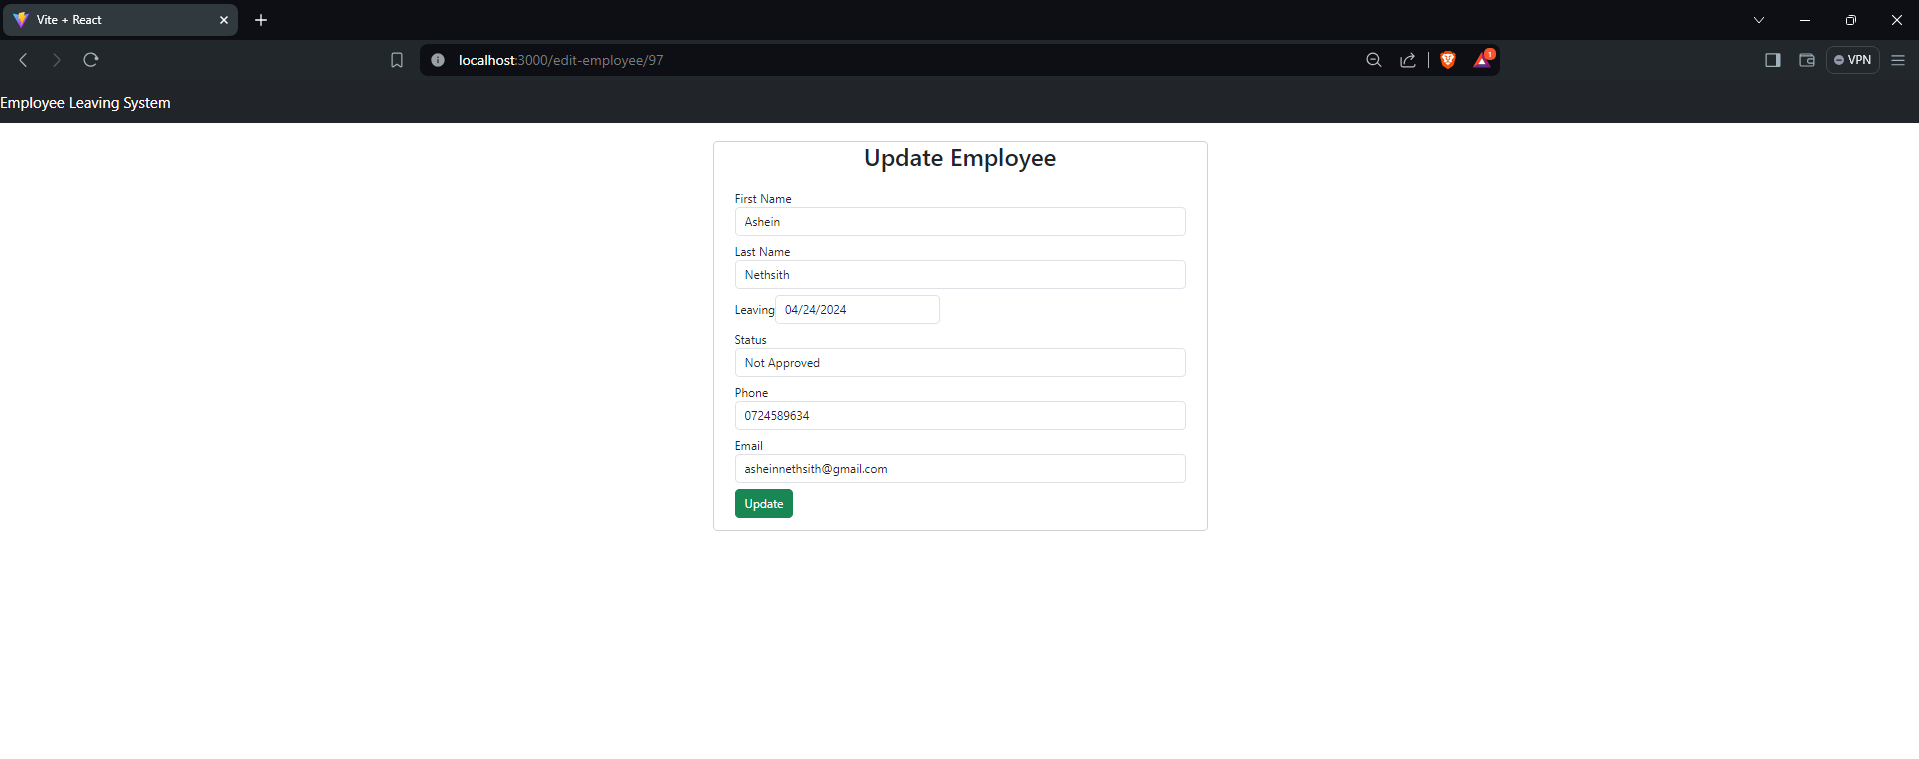 Vite + React
localhost:3000/edit-employee/97
1
VPN
Employee Leaving System
Update Employee
First Name
Ashein
Last Name
Nethsith
Leaving 04/24/2024
Status
Not Approved
Phone
0724589634
Email
asheinnethsith@gmail.com
Update